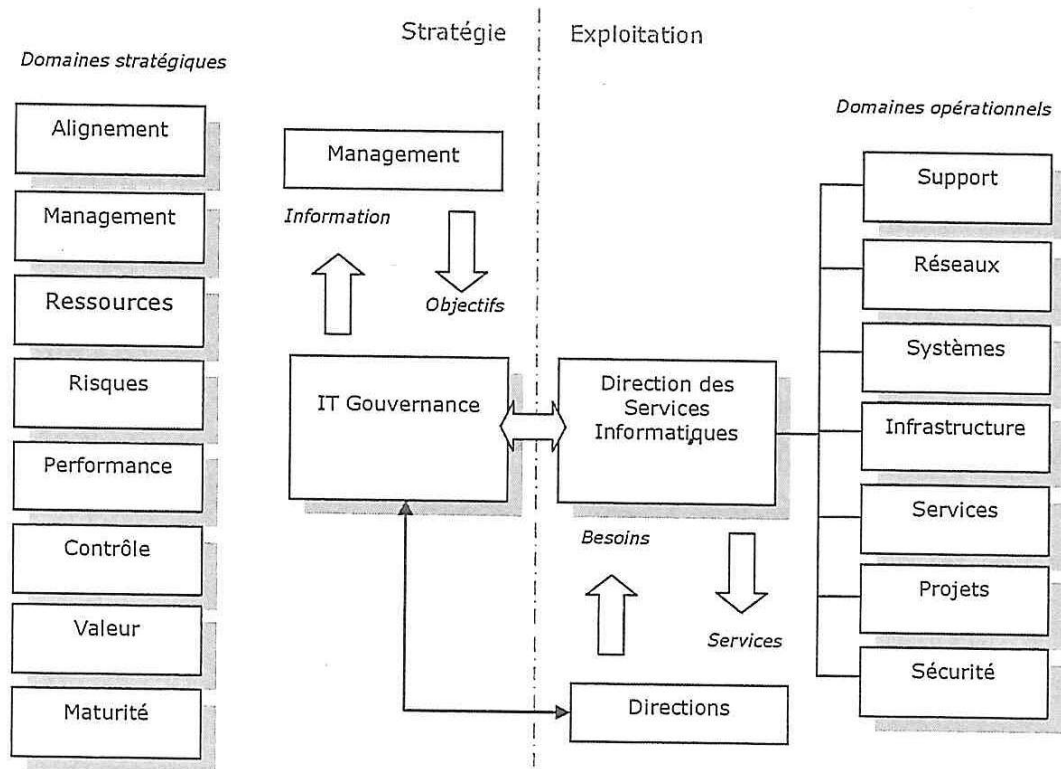 Stratégie
Exploitation
Domaines stratégiques
Alignement
Management
Ressources
Risques
Performance
Contrôle
Valeur
Maturité
Management
Information
Objectifs
IT Gouvernance
Direction des
Services
Informatiques
Besoins
Services
Directions
Domaines opérationnels
Support
Réseaux
Systèmes
Infrastructure
Services
Projets
Sécurité